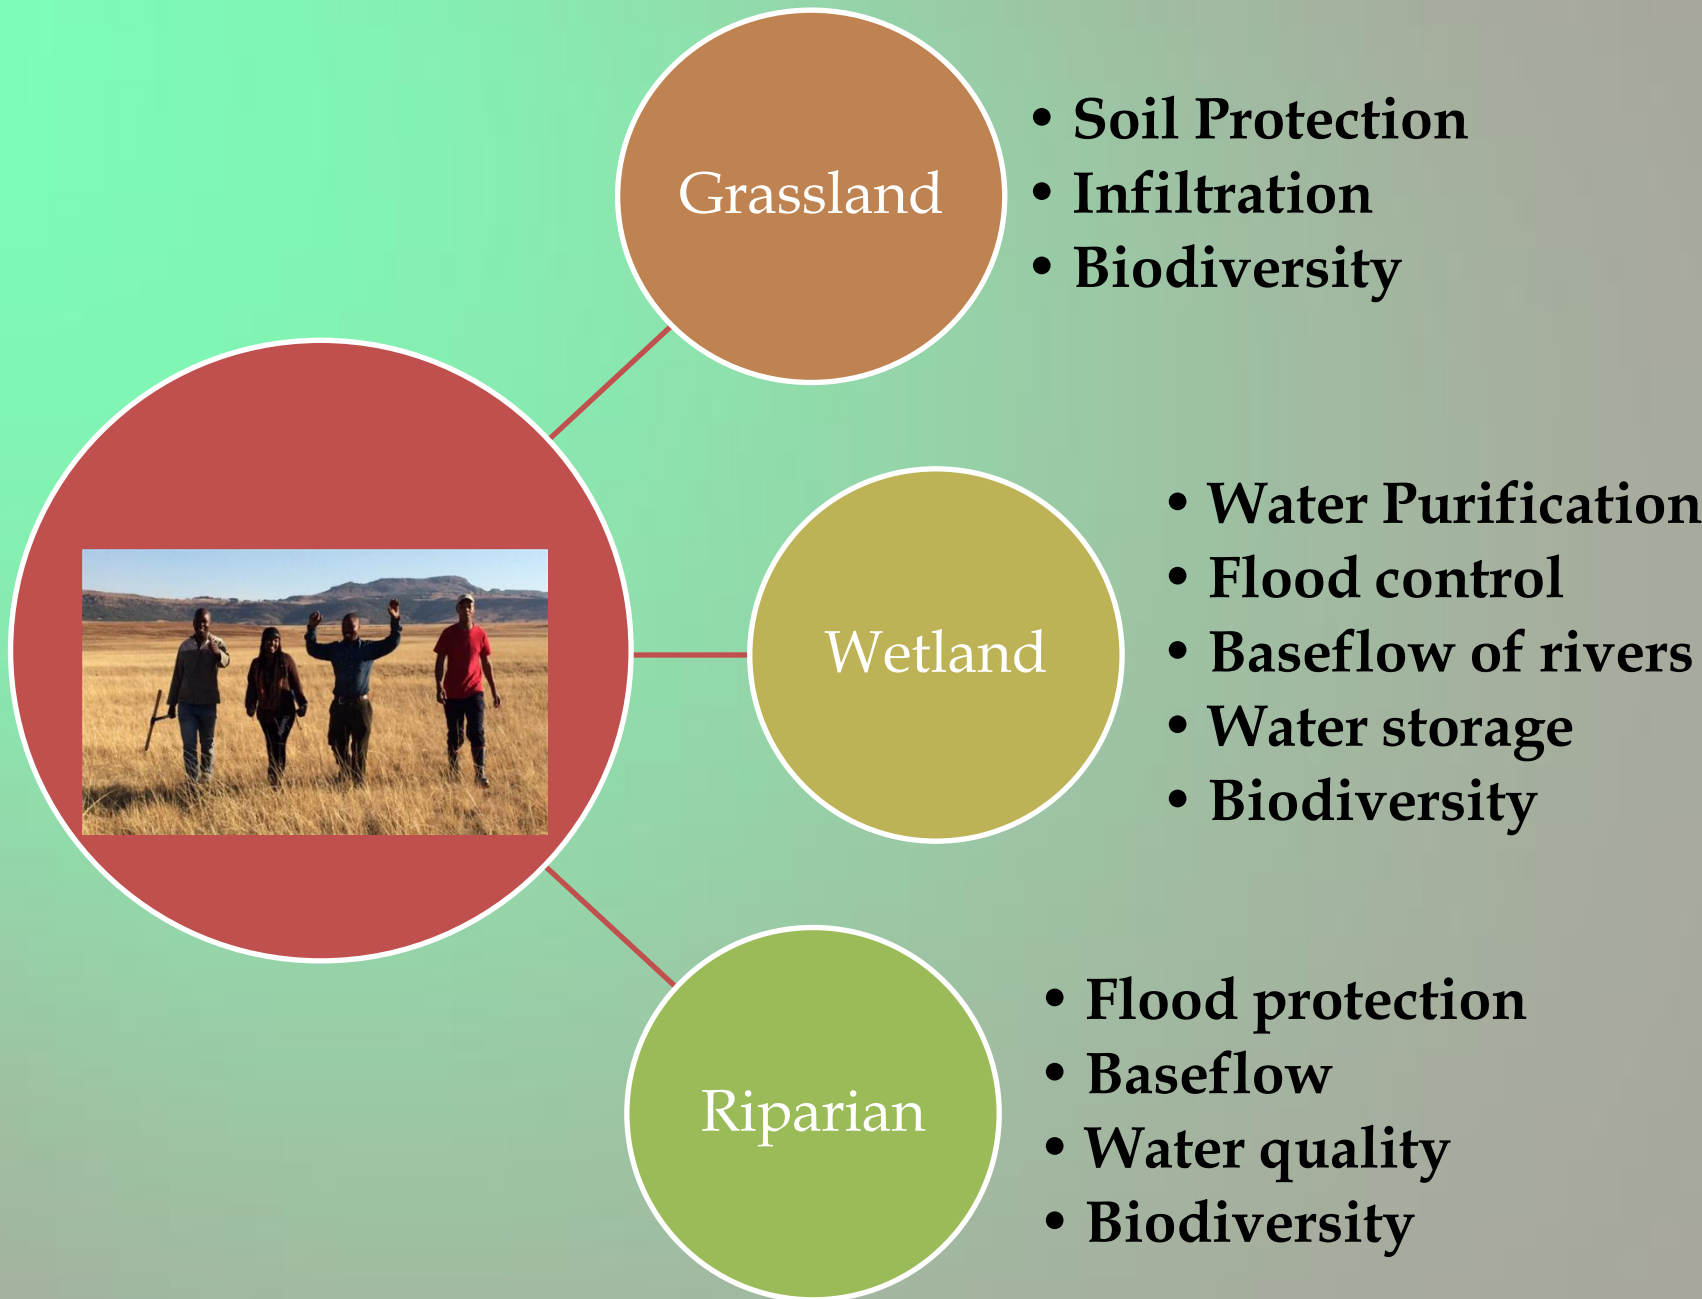 Grassland
• Soil Protection
• Infiltration
• Biodiversity
Wetland
• Water Purification
• Flood control
• Baseflow of rivers
• Water storage
• Biodiversity
Riparian
• Flood protection
• Baseflow
• Water quality
• Biodiversity